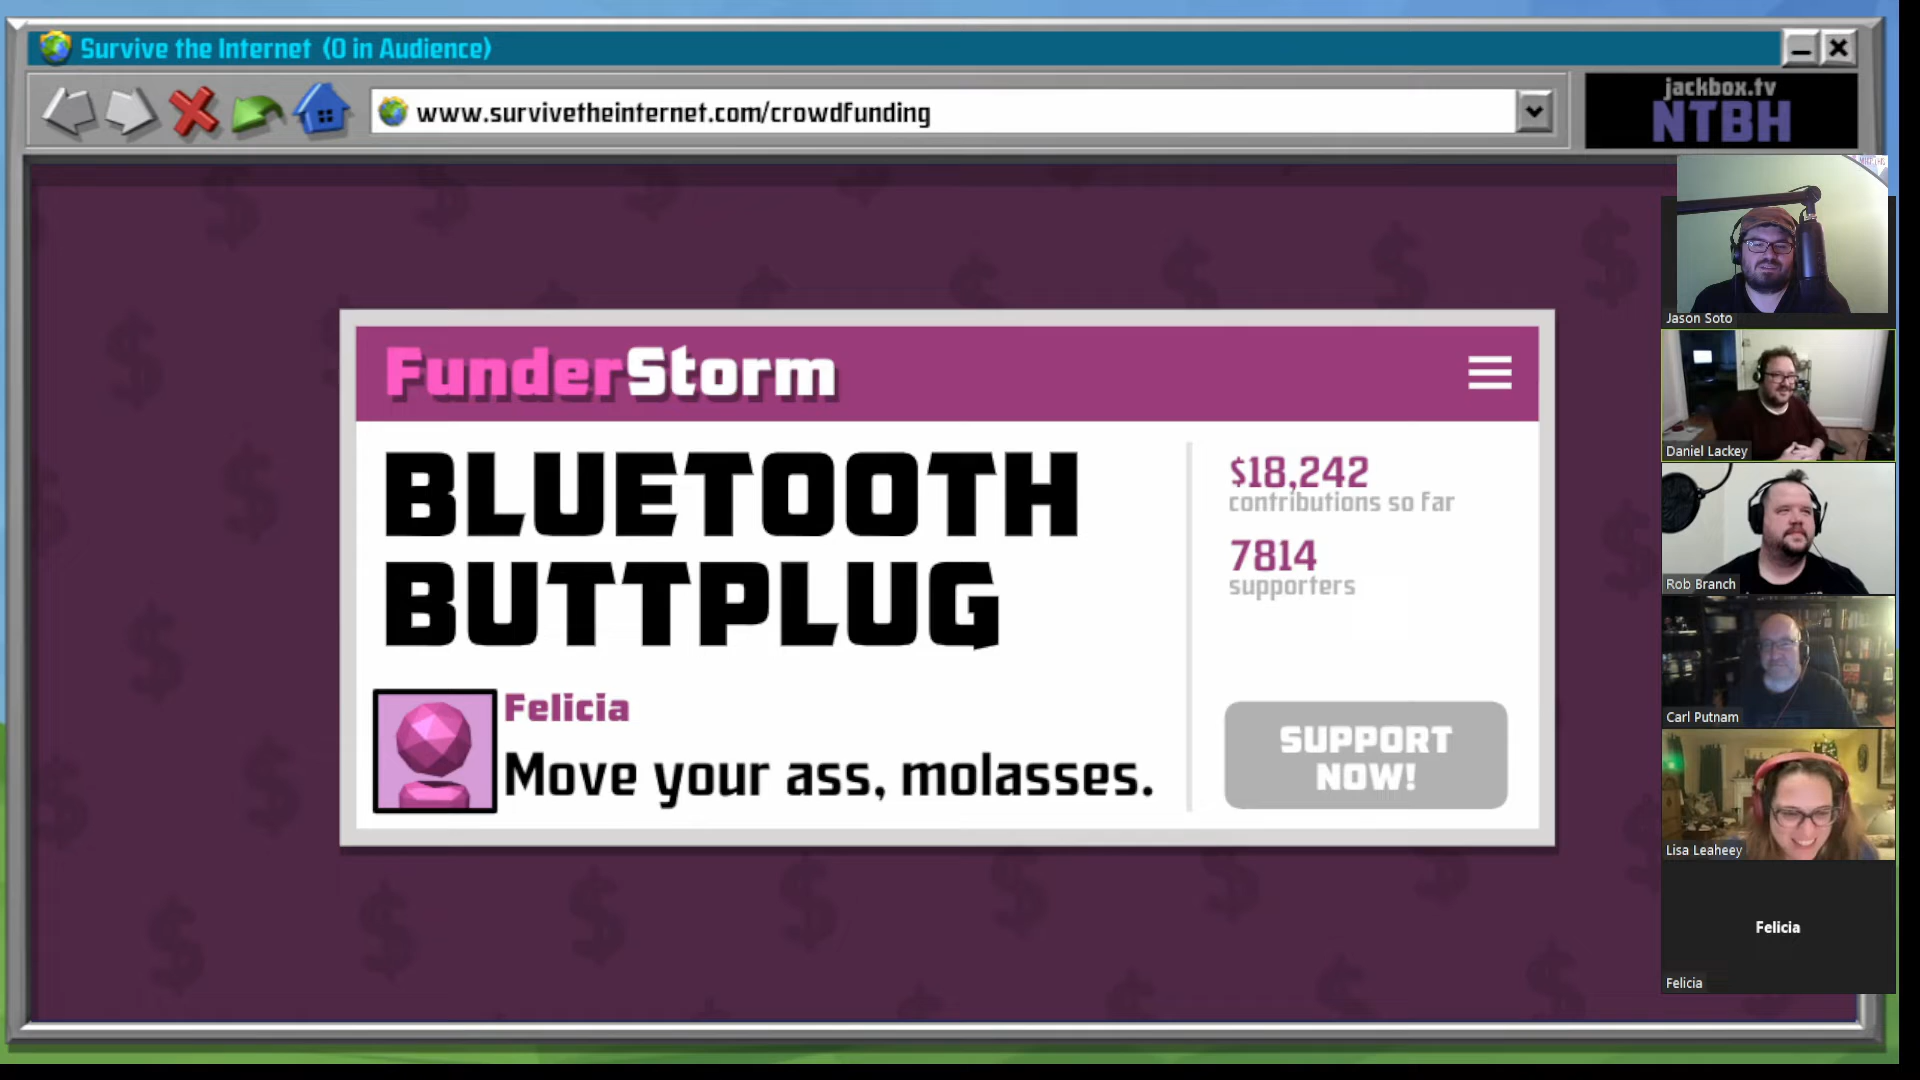 Survive the Internet (0 in Audience)
www.survivetheinternet.com/crowdfunding
jackbox.tv
NTBH
FunderStorm
BLUETOOTH
BUTTPLUG
$18,242
contributions so far
7814
supporters
Felicia
Move your ass, molasses.
SUPPORT
NOW!
Jason Soto
Daniel Lackey
Rob Branch
Carl Putnam
Lisa Leaheey
Felicia
Felicia